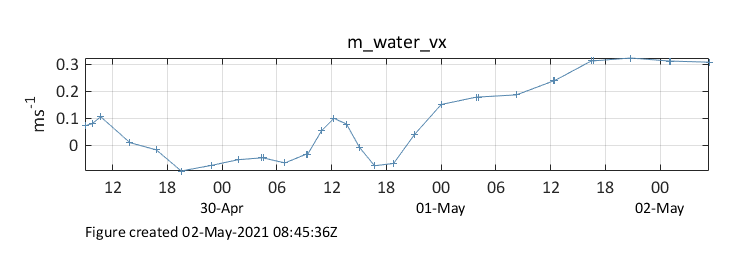 m_water_vx
0.3
0.2
0.1
0
ms-1
12 18 00 06 12 18 00 06 12 18 00
30-Apr 01-May 02-May
Figure created 02-May-2021 08:45:36Z